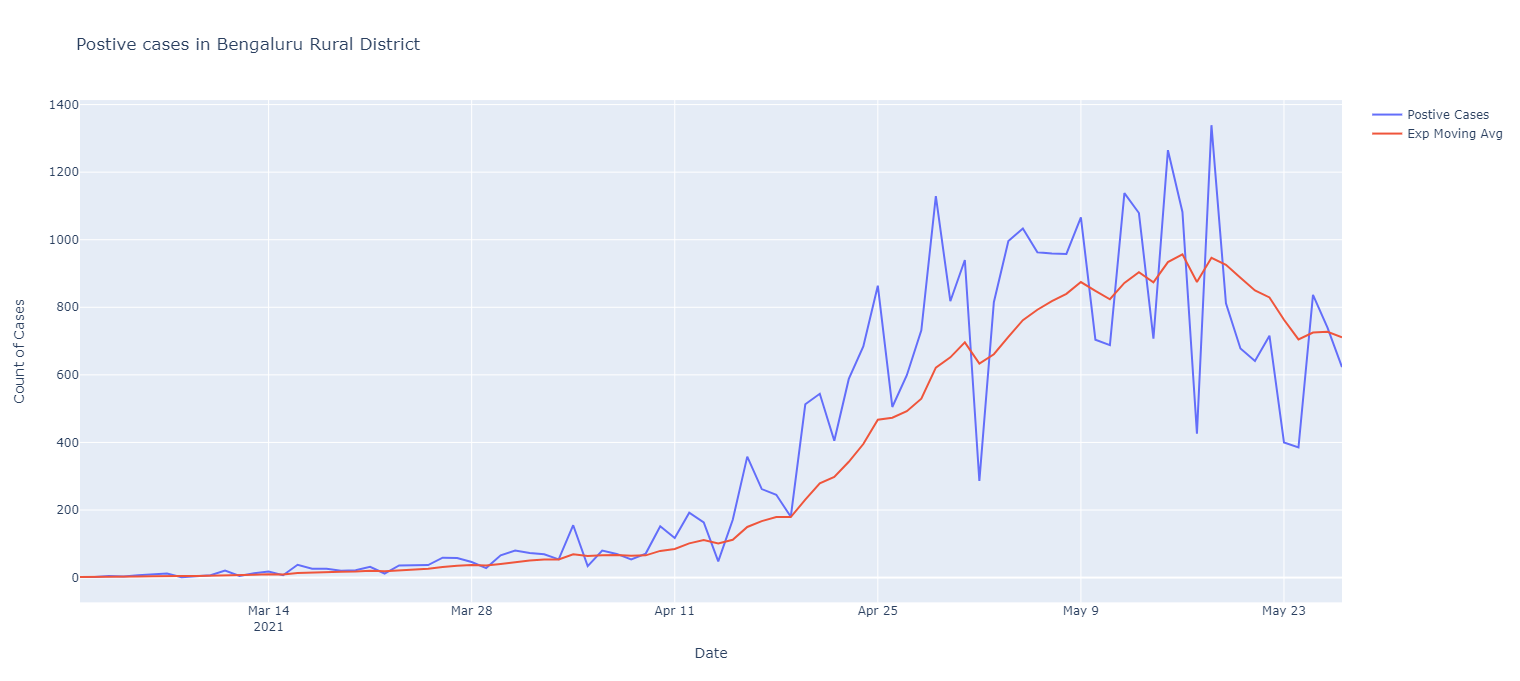 Postive cases in Bengaluru Rural District
Postive Cases
Exp Moving Avg
Count of Cases
1400
1200
1000
800
600
400
200
0
Mar 14
2021
Mar 28
Apr 11
Apr 25
May 9
May 23
Date